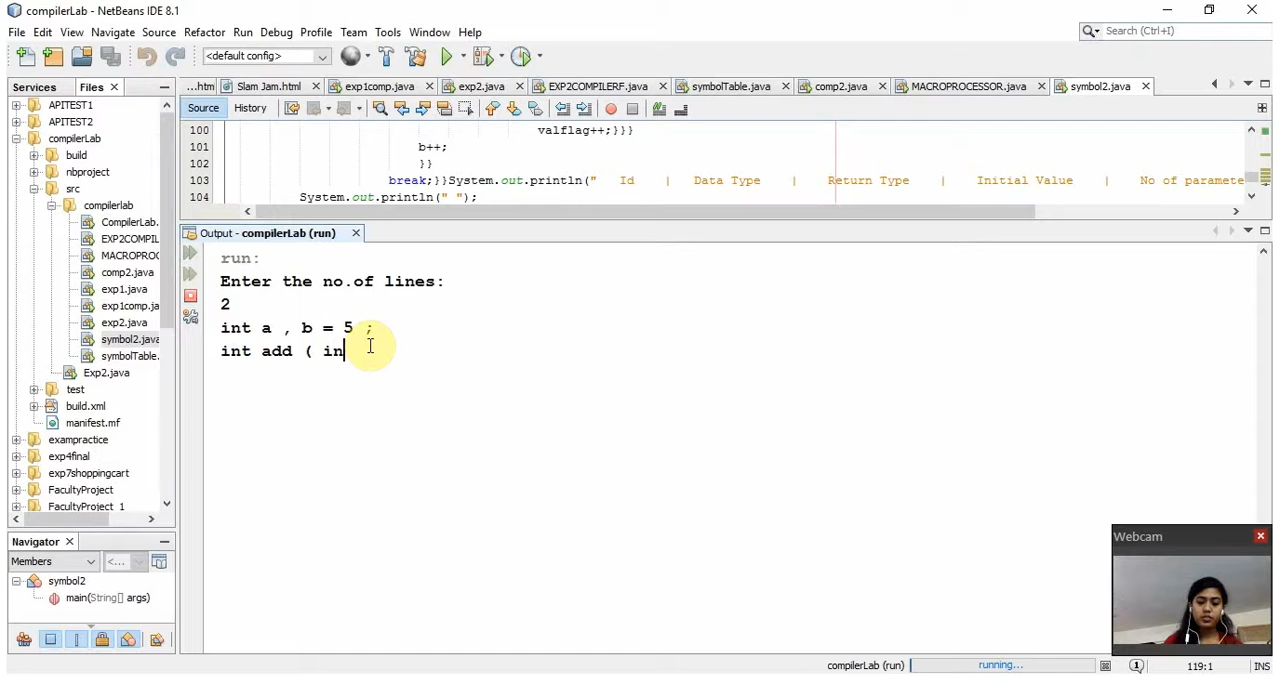 compilerLab - NetBeans IDE 8.1
File Edit View Navigate Source Refactor Run Debug Profile Team Tools Window Help
Search (Ctrl+I)
<default config>
Services Files
...htm Slam Jam.html exp1comp.java exp2.java EXP2COMPILERF.java symbolTable.java comp2.java MACROPROCESSOR.java symbol2.java
Source History
APITEST1
APITEST2
compilerLab
build
nbproject
src
compilerlab
CompilerLab.
EXP2COMPIL
MACROPROC
comp2.java
exp1.java
exp1comp.ja
exp2.java
symbol2.java
symbolTable.
Exp2.java
test
build.xml
manifest.mf
exampractice
exp4final
exp7shoppingcart
FacultyProject
FacultyProject_1
100 valflag++;}}}
101 b++;
102 }}
103 break;}}System.out.println(" Id | Data Type | Return Type | Initial Value | No of paramete
104 System.out.println(" ");
Output - compilerLab (run)
run:
Enter the no.of lines:
2
int a , b = 5 ;
int add ( in
Navigator
Members <...
symbol2
main(String[] args)
Webcam
compilerLab (run) running... 1 119:1 INS